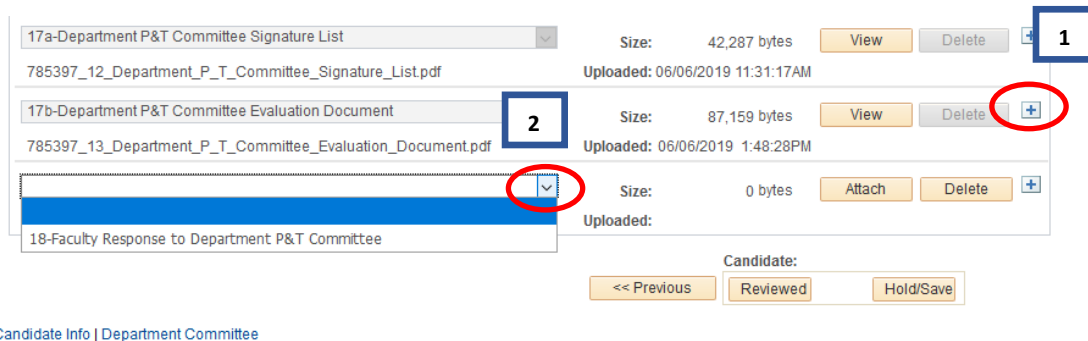 17a-Department P&T Committee Signature List
Size: 42,287 bytes View Delete 1
785397_12_Department_P_T_Committee_Signature_List.pdf Uploaded: 06/06/2019 11:31:17AM
17b-Department P&T Committee Evaluation Document 2
Size: 87,159 bytes View Delete +
785397_13_Department_P_T_Committee_Evaluation_Document.pdf Uploaded: 06/06/2019 1:48:28PM
Size: 0 bytes Attach Delete +
Uploaded:
18-Faculty Response to Department P&T Committee
Candidate:
<< Previous Reviewed Hold/Save
Candidate Info | Department Committee